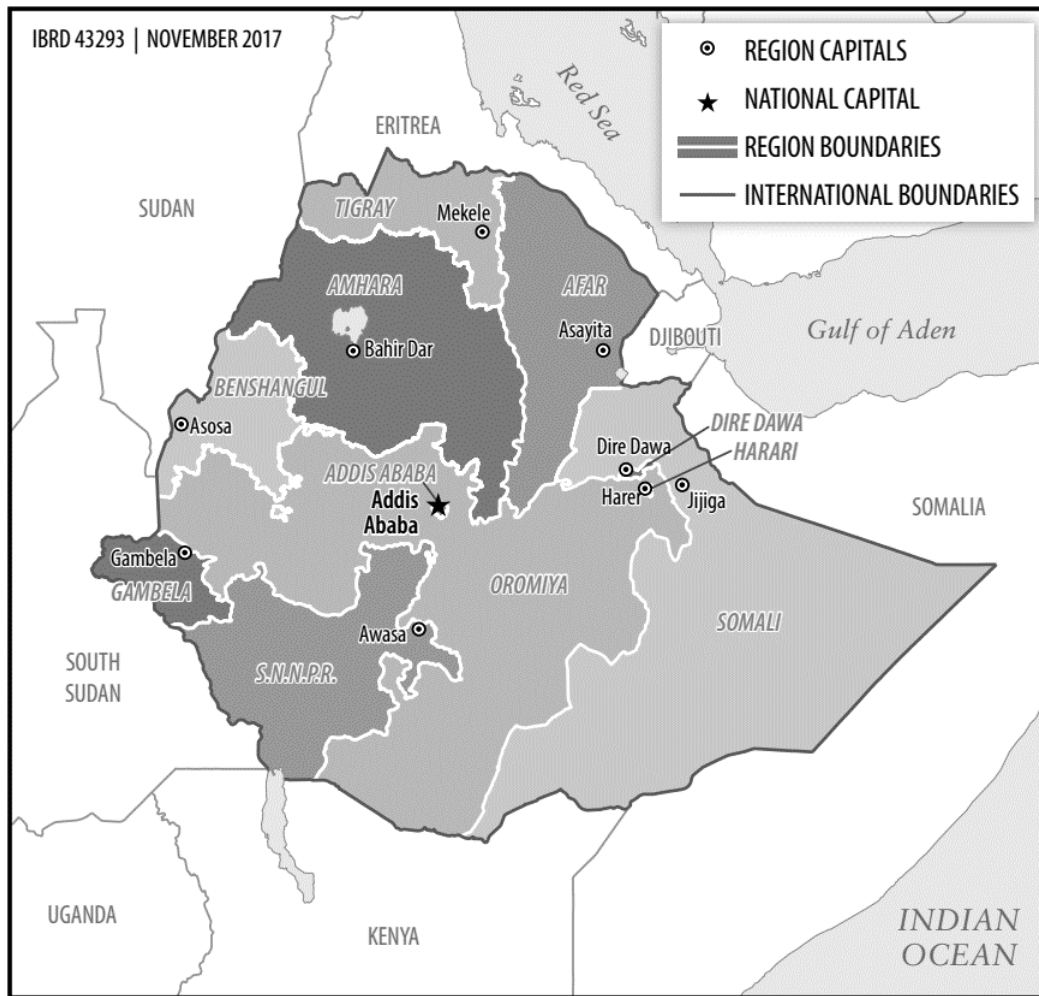 IBRD 43293 | NOVEMBER 2017
REGION CAPITALS
NATIONAL CAPITAL
REGION BOUNDARIES
INTERNATIONAL BOUNDARIES
Red Sea
ERITREA
SUDAN
TIGRAY
Mekele
AMHARA
AFAR
Bahir Dar
Asayita
DJIBOUTI
Gulf of Aden
BENSHANGUL
Asosa
DIRE DAWA
HARARI
Dire Dawa
ADDIS ABABA
Addis
Ababa
Harer
Jijiga
SOMALIA
Gambela
GAMBELA
OROMIYA
SOMALI
Awasa
S.N.N.P.R.
SOUTH
SUDAN
UGANDA
KENYA
INDIAN
OCEAN